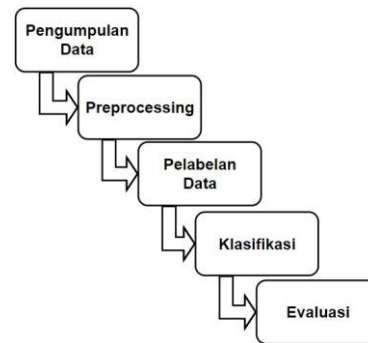 Pengumpulan
Data
Preprocessing
Pelabelan
Data
Klasifikasi
Evaluasi